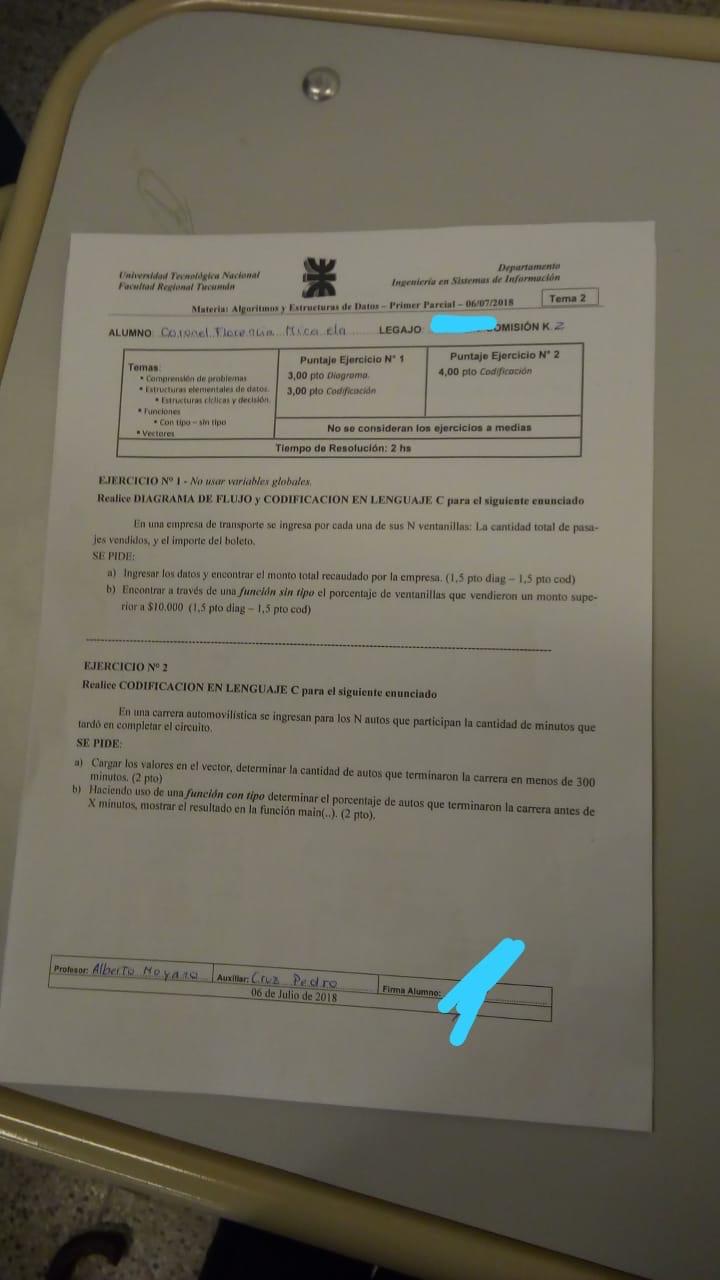 Universidad Tecnológica Nacional
Facultad Regional Tucumán
Departamento
Ingeniería en Sistemas de Información
Materia: Algoritmos y Estructuras de Datos – Primer Parcial – 06/07/2018
Tema 2
ALUMNO: Coronel Florencia Micaela LEGAJO: OMISIÓN K.2
Temas:
• Comprensión de problemas
• Estructuras elementales de datos.
• Estructuras cíclicas y decisión.
• Funciones
• Con tipo – sin tipo
• Vectores
Puntaje Ejercicio N° 1
3,00 pto Diagrama.
3,00 pto Codificación
Puntaje Ejercicio N° 2
4,00 pto Codificación
No se consideran los ejercicios a medias
Tiempo de Resolución: 2 hs
EJERCICIO N° 1 - No usar variables globales.
Realice DIAGRAMA DE FLUJO y CODIFICACION EN LENGUAJE C para el siguiente enunciado
En una empresa de transporte se ingresa por cada una de sus N ventanillas: La cantidad total de pasa-
jes vendidos, y el importe del boleto.
SE PIDE:
a) Ingresar los datos y encontrar el monto total recaudado por la empresa. (1,5 pto diag – 1,5 pto cod)
b) Encontrar a través de una función sin tipo el porcentaje de ventanillas que vendieron un monto supe-
rior a $10.000 (1,5 pto diag – 1,5 pto cod)
EJERCICIO N° 2
Realice CODIFICACION EN LENGUAJE C para el siguiente enunciado
En una carrera automovilística se ingresan para los N autos que participan la cantidad de minutos que
tardó en completar el circuito.
SE PIDE:
a) Cargar los valores en el vector, determinar la cantidad de autos que terminaron la carrera en menos de 300
minutos. (2 pto)
b) Haciendo uso de una función con tipo determinar el porcentaje de autos que terminaron la carrera antes de
X minutos, mostrar el resultado en la función main(..). (2 pto).
Profesor: Alberto Moyano Auxiliar: Cruz Pedro Firma Alumno:
06 de Julio de 2018